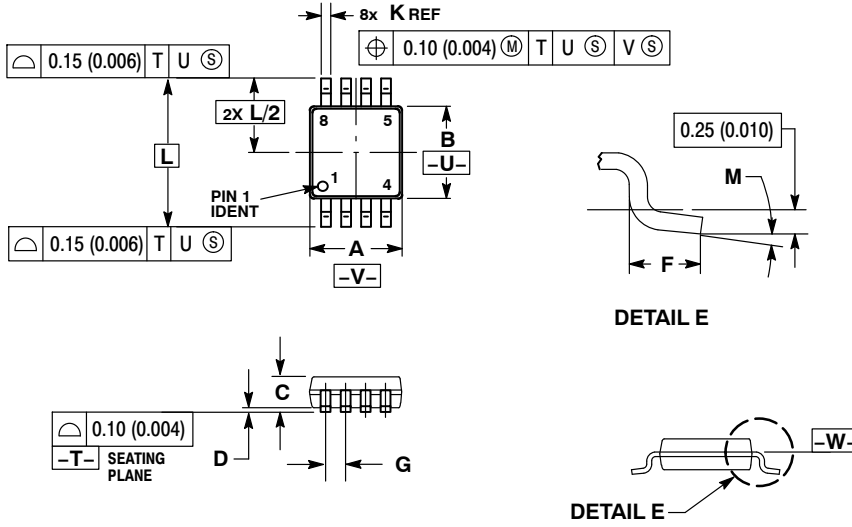 8x K REF
⌖ 0.10 (0.004) Ⓜ T U Ⓢ V Ⓢ
⌓ 0.15 (0.006) T U Ⓢ
2X L/2
8 5
B
-U-
L
1
4
PIN 1
IDENT
⌓ 0.15 (0.006) T U Ⓢ
A
-V-
0.25 (0.010)
M
F
DETAIL E
C
⌓ 0.10 (0.004)
-T- SEATING
PLANE
D
G
-W-
DETAIL E